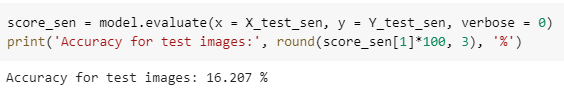 score_sen = model.evaluate(x = X_test_sen, y = Y_test_sen, verbose = 0)
print('Accuracy for test images:', round(score_sen[1]*100, 3), '%')
Accuracy for test images: 16.207 %